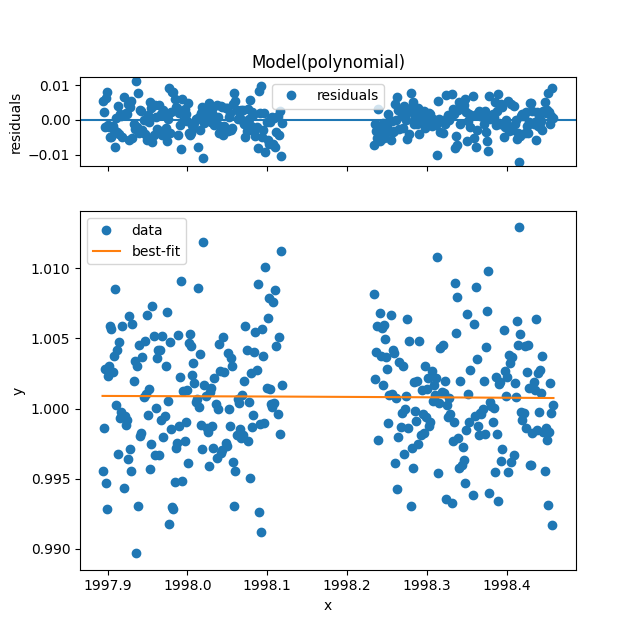 Model(polynomial)
0.01
0.00
−0.01
residuals
residuals
data
best-fit
1.010
1.005
1.000
0.995
0.990
y
1997.9 1998.0 1998.1 1998.2 1998.3 1998.4
x